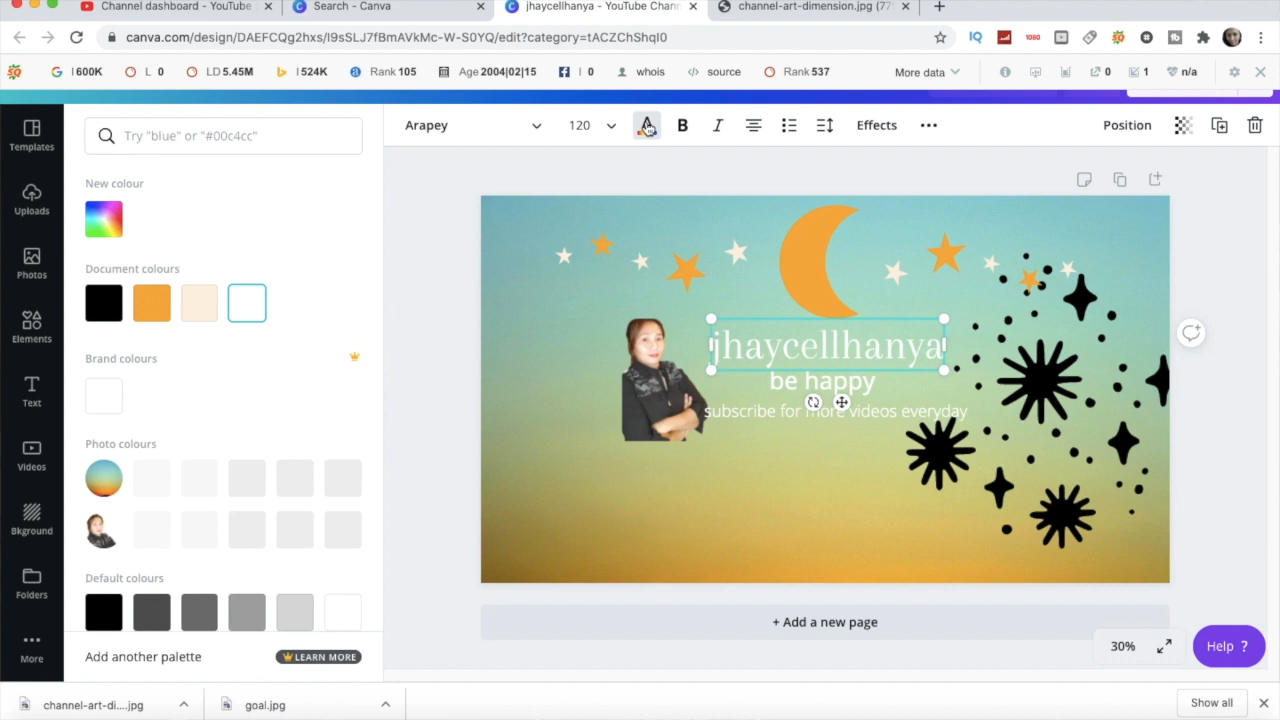 Channel dashboard - YouTube
Search - Canva
jhaycellhanya - YouTube Chann
channel-art-dimension.jpg (77
canva.com/design/DAEFCQg2hxs/l9sSLJ7fBmAVkMc-W-S0YQ/edit?category=tACZChShqI0
I 600K
L 0
LD 5.45M
I 524K
Rank 105
Age 2004|02|15
I 0
whois
source
Rank 537
More data
0
1
n/a
Templates
Uploads
Photos
Elements
Text
Videos
Bkground
Folders
More
Try "blue" or "#00c4cc"
New colour
Document colours
Brand colours
Photo colours
Default colours
Add another palette
LEARN MORE
Arapey
120
A
B
I
Effects
Position
jhaycellhanya
be happy
subscribe for more videos everyday
+ Add a new page
30%
Help ?
channel-art-di....jpg
goal.jpg
Show all